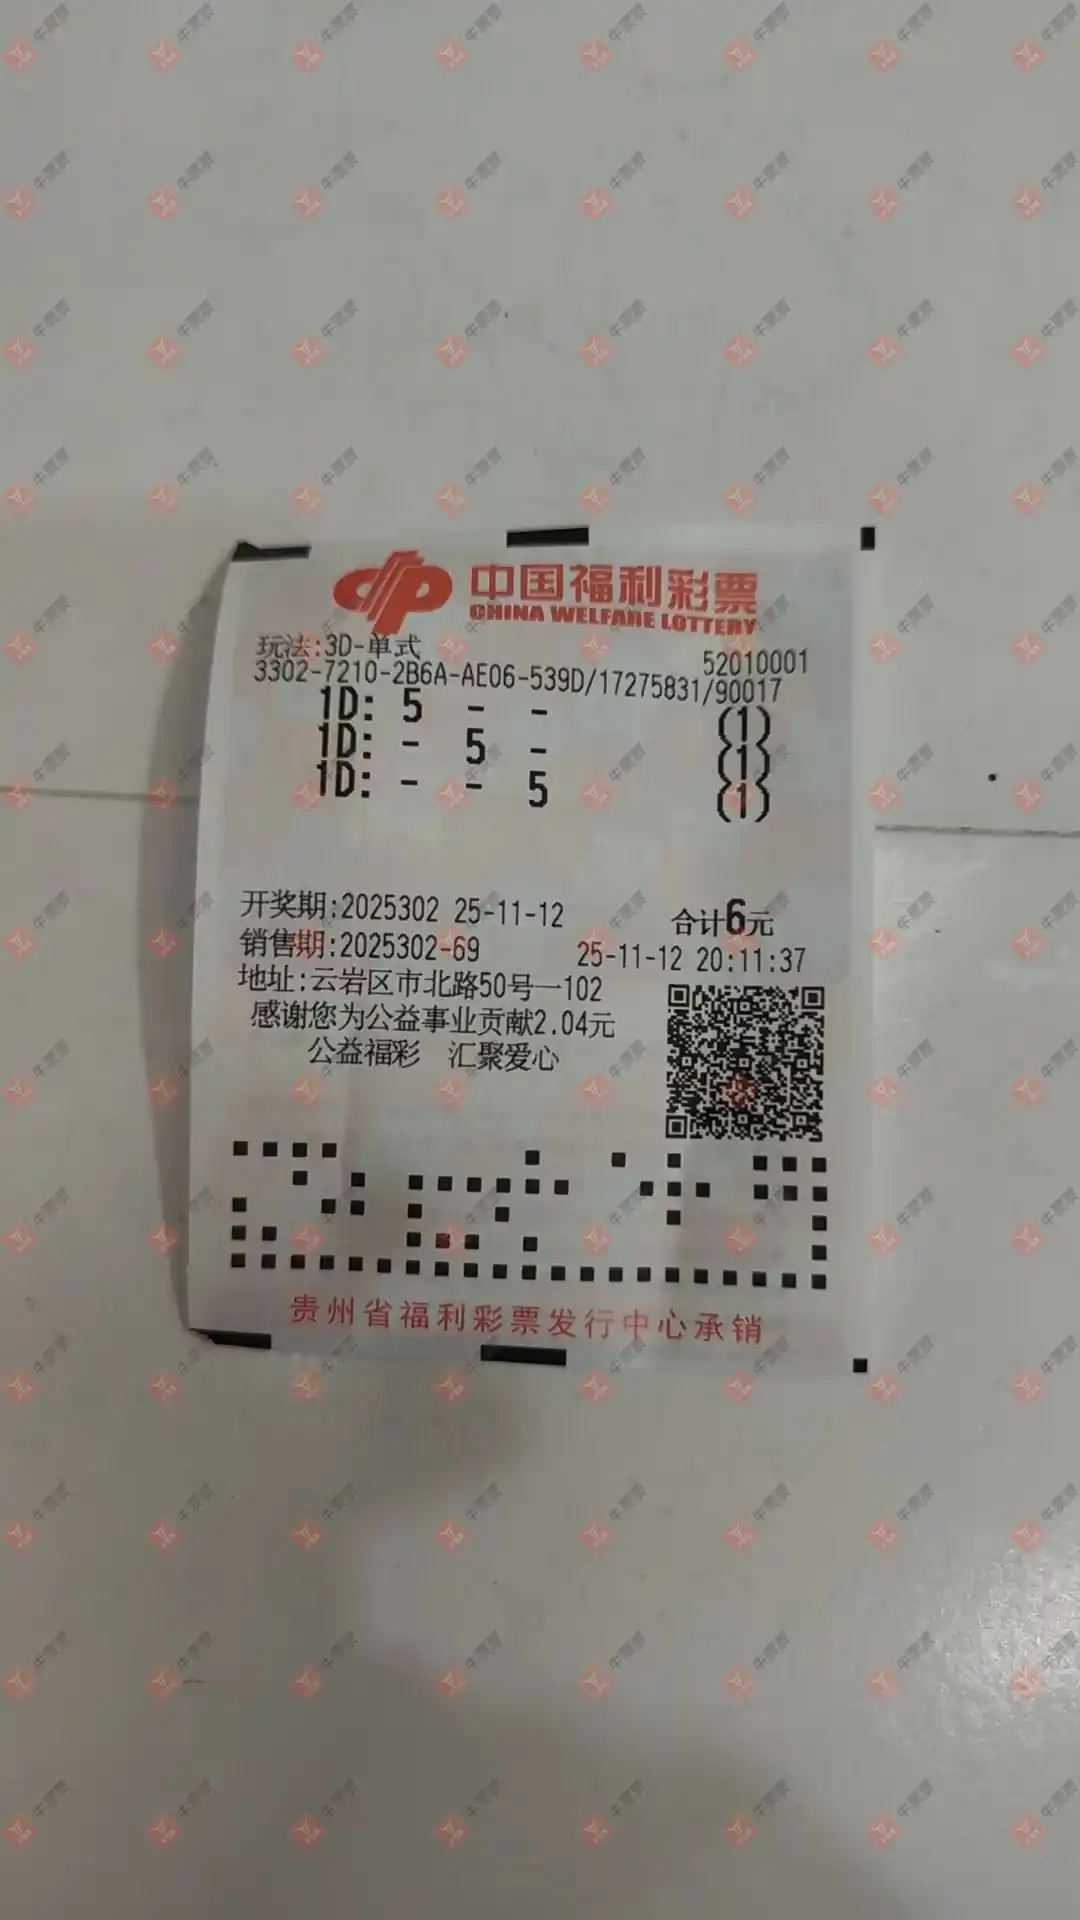 中国福利彩票
CHINA WELFARE LOTTERY
玩法:3D-单式 52010001
3302-7210-2B6A-AE06-539D/17275831/90017
1D: 5 - - (1)
1D: - 5 - (1)
1D: - - 5 (1)
开奖期:2025302 25-11-12 合计6元
销售期:2025302-69 25-11-12 20:11:37
地址:云岩区市北路50号一102
感谢您为公益事业贡献2.04元
公益福彩 汇聚爱心
贵州省福利彩票发行中心承销